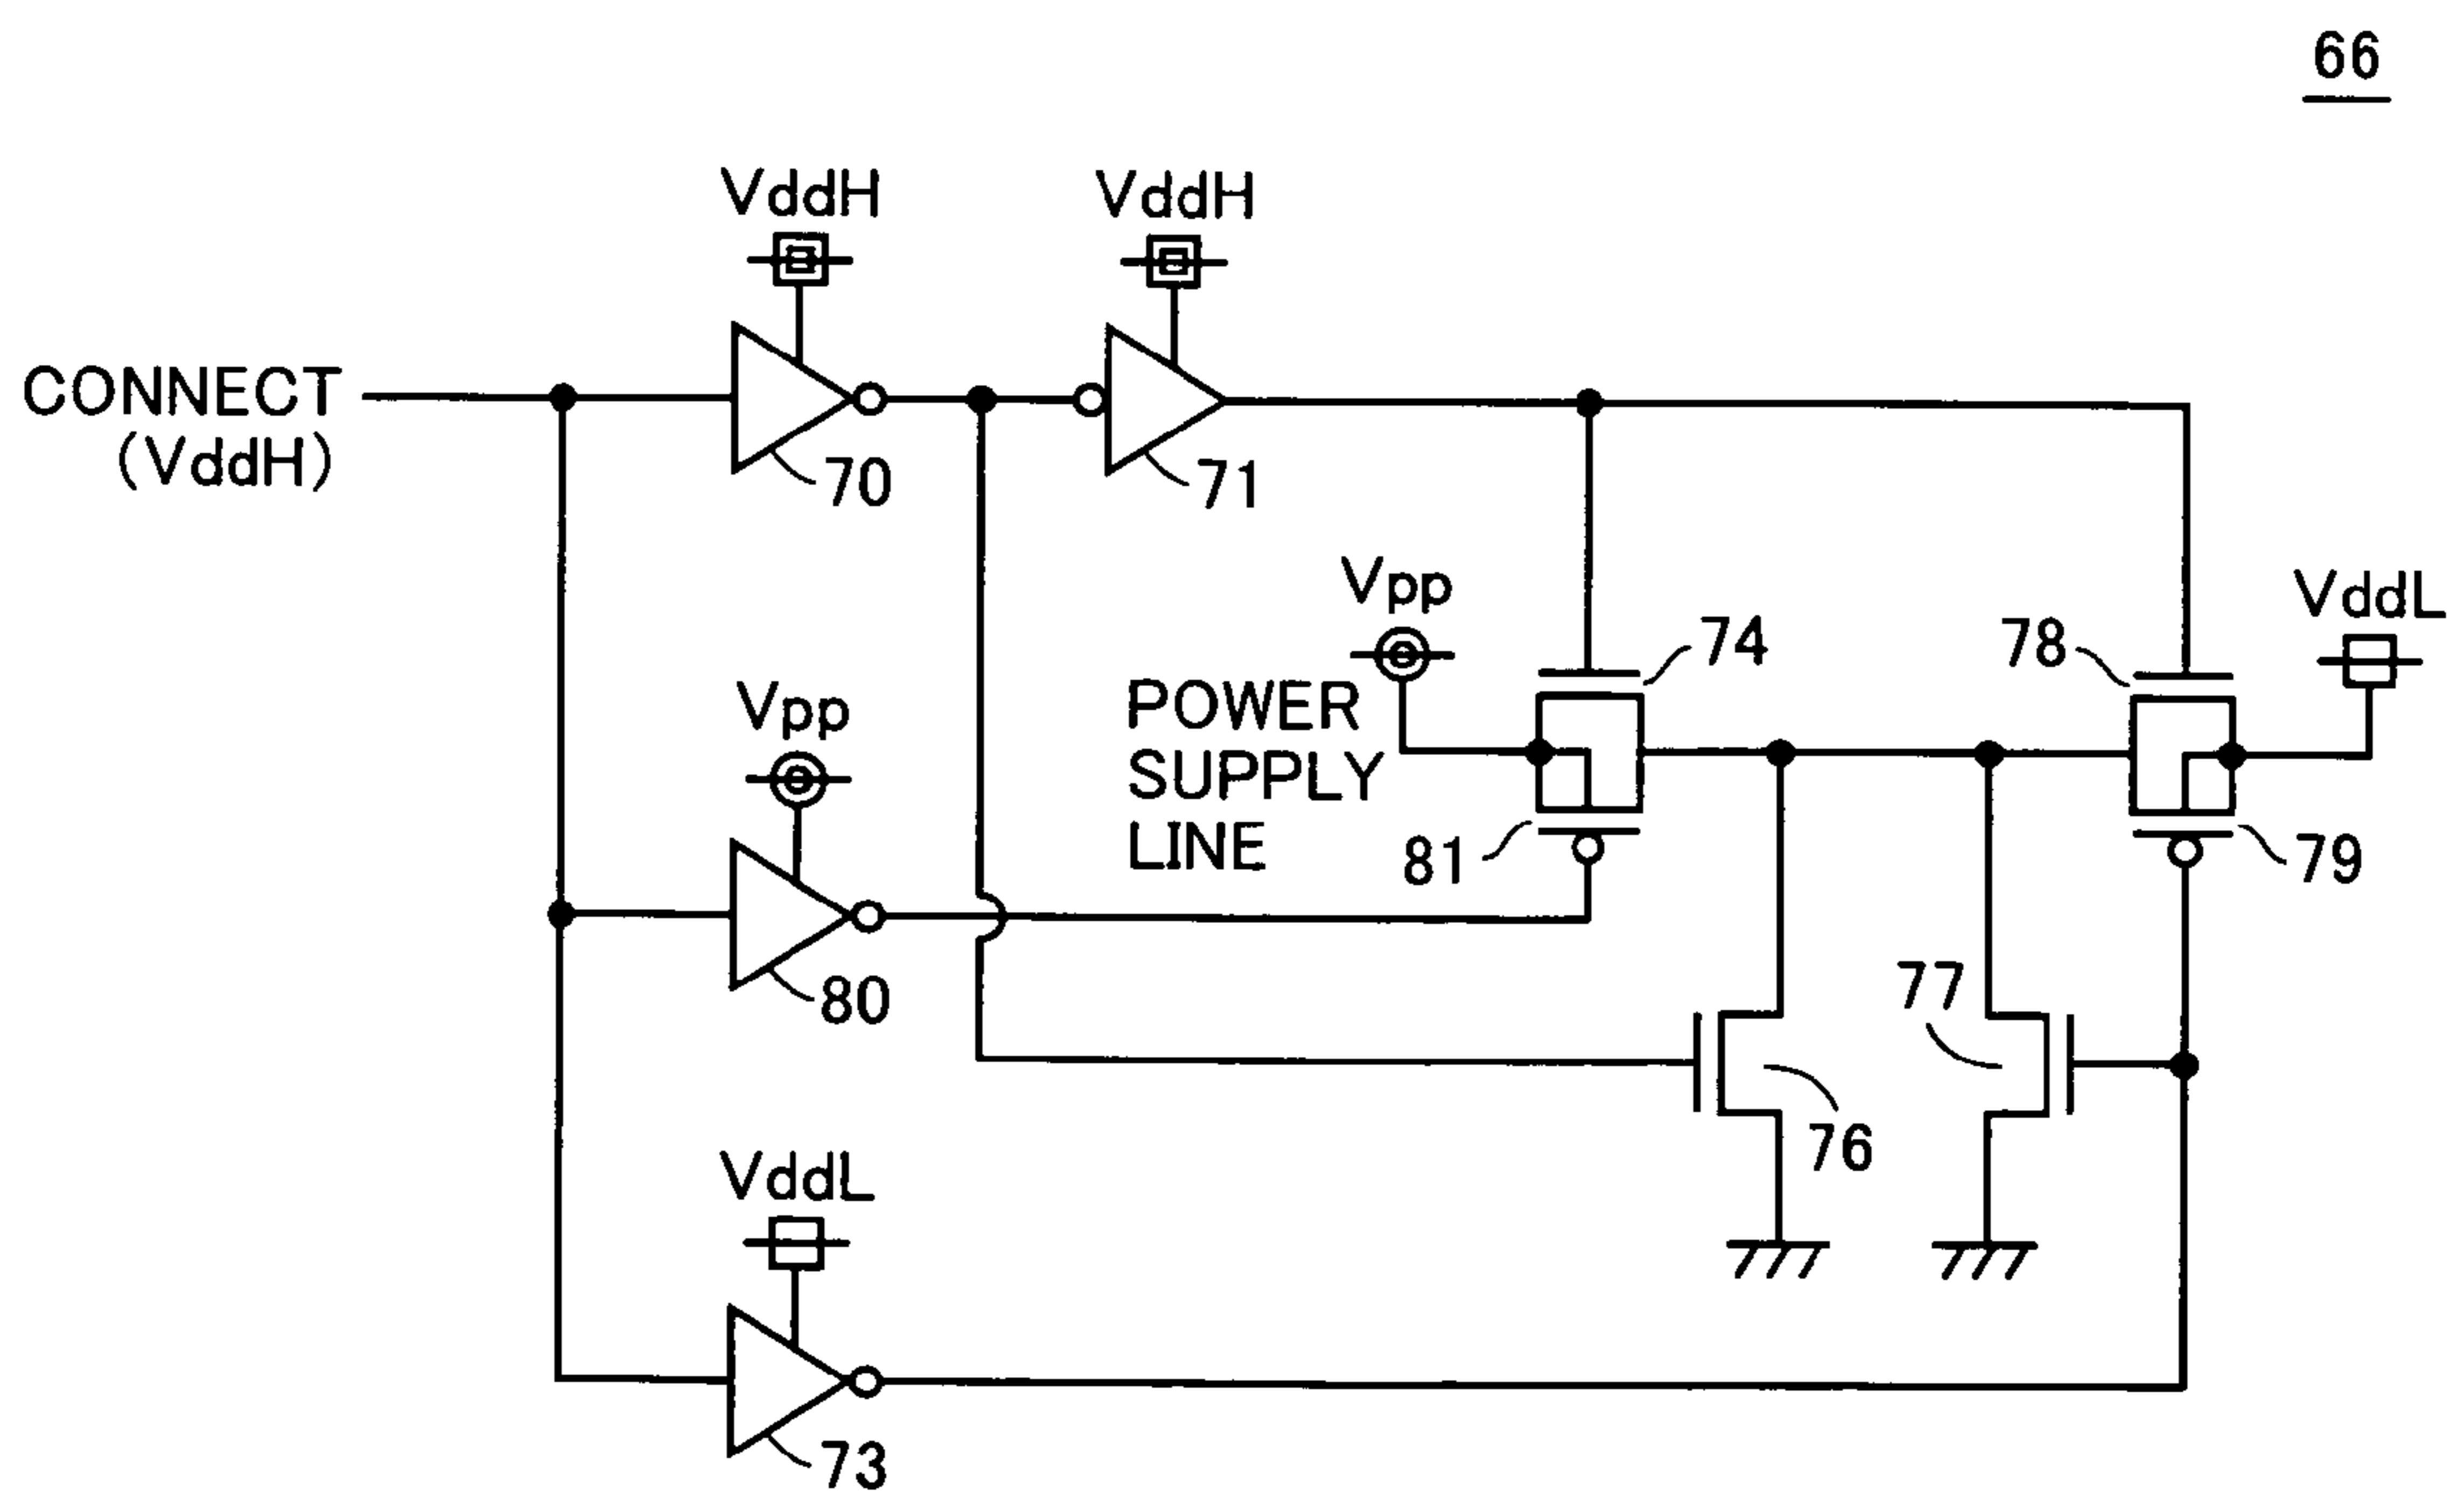 66
VddH
VddH
CONNECT
(VddH)
70
71
Vpp
74
78
VddL
Vpp
POWER
SUPPLY
LINE
81
79
80
77
76
VddL
73